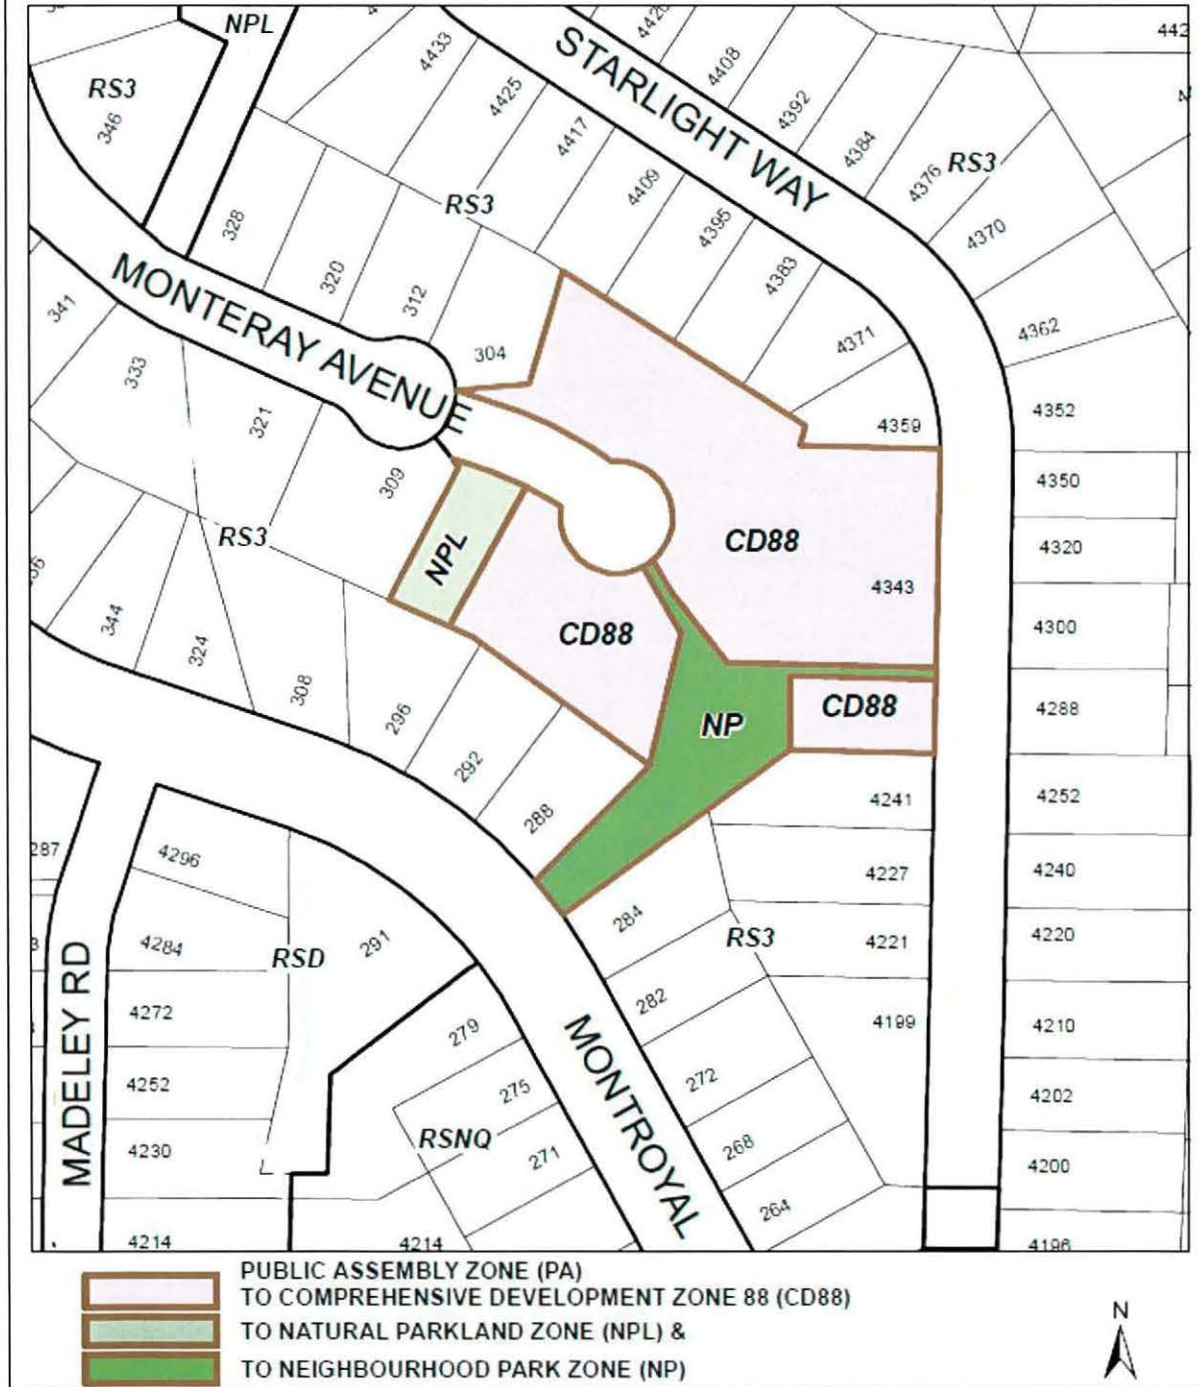 NPL
4433
4425
4417
4409
4395
4383
4371
4359
STARLIGHT WAY
4408
4392
4384
4376
RS3
4370
4362
4352
4350
4320
4300
4288
4252
4240
4220
4210
4202
4200
4196
RS3
346
328
320
312
304
RS3
MONTERAY AVENUE
341
333
321
309
RS3
NPL
CD88
4343
CD88
NP
CD88
344
324
308
296
292
288
4241
4227
4221
4199
RS3
284
282
272
268
264
MONTROYAL
287
4296
4284
4272
4252
4230
4214
MADELEY RD
RSD
291
279
275
271
RSNQ
4214
PUBLIC ASSEMBLY ZONE (PA)
TO COMPREHENSIVE DEVELOPMENT ZONE 88 (CD88)
TO NATURAL PARKLAND ZONE (NPL) &
TO NEIGHBOURHOOD PARK ZONE (NP)
N